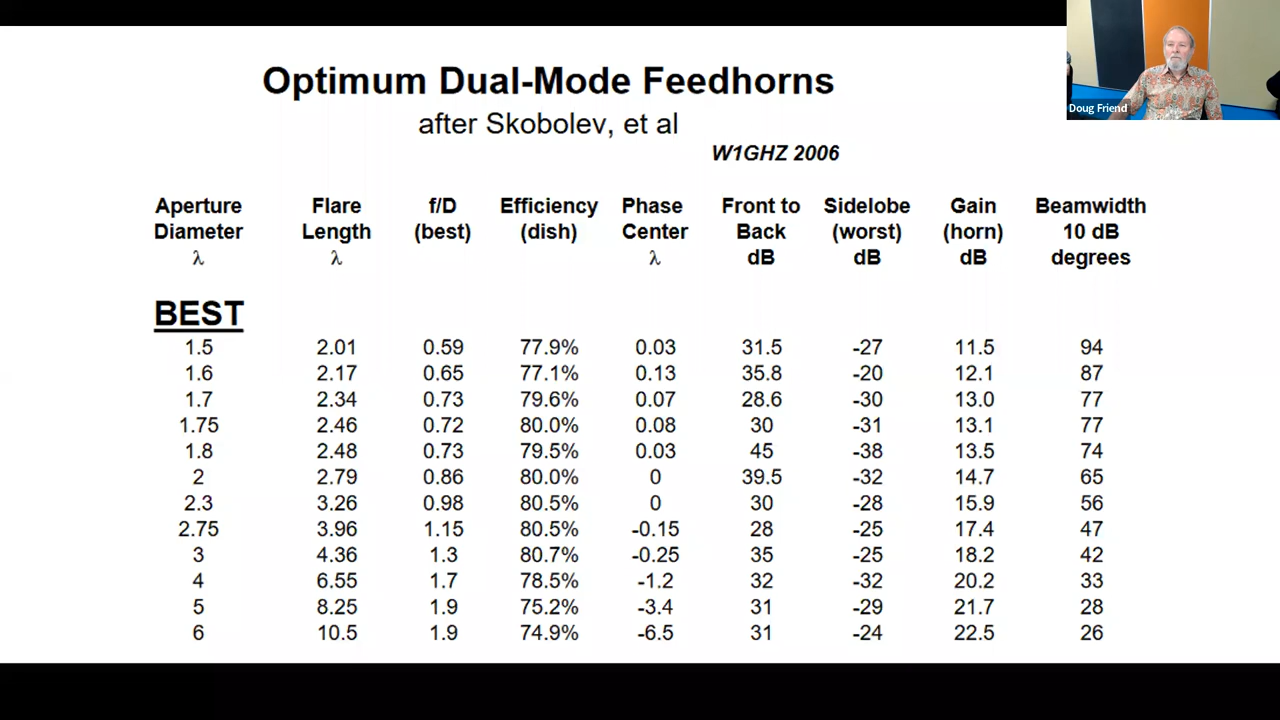 Optimum Dual-Mode Feedhorns
after Skobolev, et al
W1GHZ 2006
Doug Friend
Aperture Flare f/D Efficiency Phase Front to Sidelobe Gain Beamwidth
Diameter Length (best) (dish) Center Back (worst) (horn) 10 dB
λ λ λ dB dB dB degrees
BEST
1.5 2.01 0.59 77.9% 0.03 31.5 -27 11.5 94
1.6 2.17 0.65 77.1% 0.13 35.8 -20 12.1 87
1.7 2.34 0.73 79.6% 0.07 28.6 -30 13.0 77
1.75 2.46 0.72 80.0% 0.08 30 -31 13.1 77
1.8 2.48 0.73 79.5% 0.03 45 -38 13.5 74
2 2.79 0.86 80.0% 0 39.5 -32 14.7 65
2.3 3.26 0.98 80.5% 0 30 -28 15.9 56
2.75 3.96 1.15 80.5% -0.15 28 -25 17.4 47
3 4.36 1.3 80.7% -0.25 35 -25 18.2 42
4 6.55 1.7 78.5% -1.2 32 -32 20.2 33
5 8.25 1.9 75.2% -3.4 31 -29 21.7 28
6 10.5 1.9 74.9% -6.5 31 -24 22.5 26